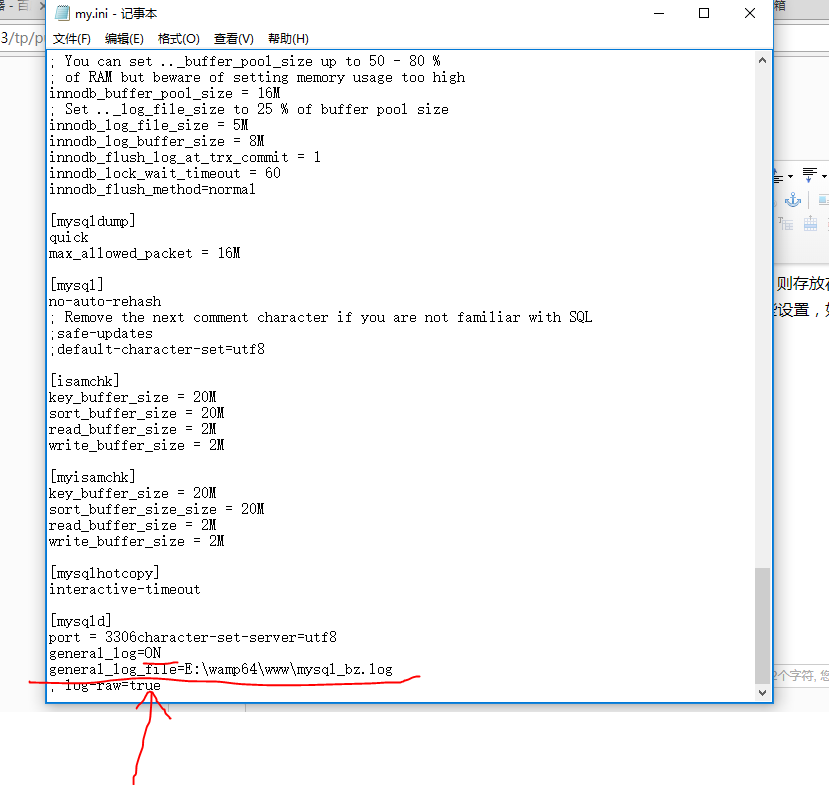 my.ini - 记事本
箱
3/tp/p
文件(F) 编辑(E) 格式(O) 查看(V) 帮助(H)
; You can set .._buffer_pool_size up to 50 - 80 %
; of RAM but beware of setting memory usage too high
innodb_buffer_pool_size = 16M
; Set .._log_file_size to 25 % of buffer pool size
innodb_log_file_size = 5M
innodb_log_buffer_size = 8M
innodb_flush_log_at_trx_commit = 1
innodb_lock_wait_timeout = 60
innodb_flush_method=normal
[mysqldump]
quick
max_allowed_packet = 16M
[mysql]
no-auto-rehash
; Remove the next comment character if you are not familiar with SQL
;safe-updates
;default-character-set=utf8
[isamchk]
key_buffer_size = 20M
sort_buffer_size = 20M
read_buffer_size = 2M
write_buffer_size = 2M
[myisamchk]
key_buffer_size = 20M
sort_buffer_size_size = 20M
read_buffer_size = 2M
write_buffer_size = 2M
[mysqlhotcopy]
interactive-timeout
[mysqld]
port = 3306character-set-server=utf8
general_log=ON
general_log_file=E:\wamp64\www\mysql_bz.log
; log-raw=true
则存放在
设置，如
2个字符, 您